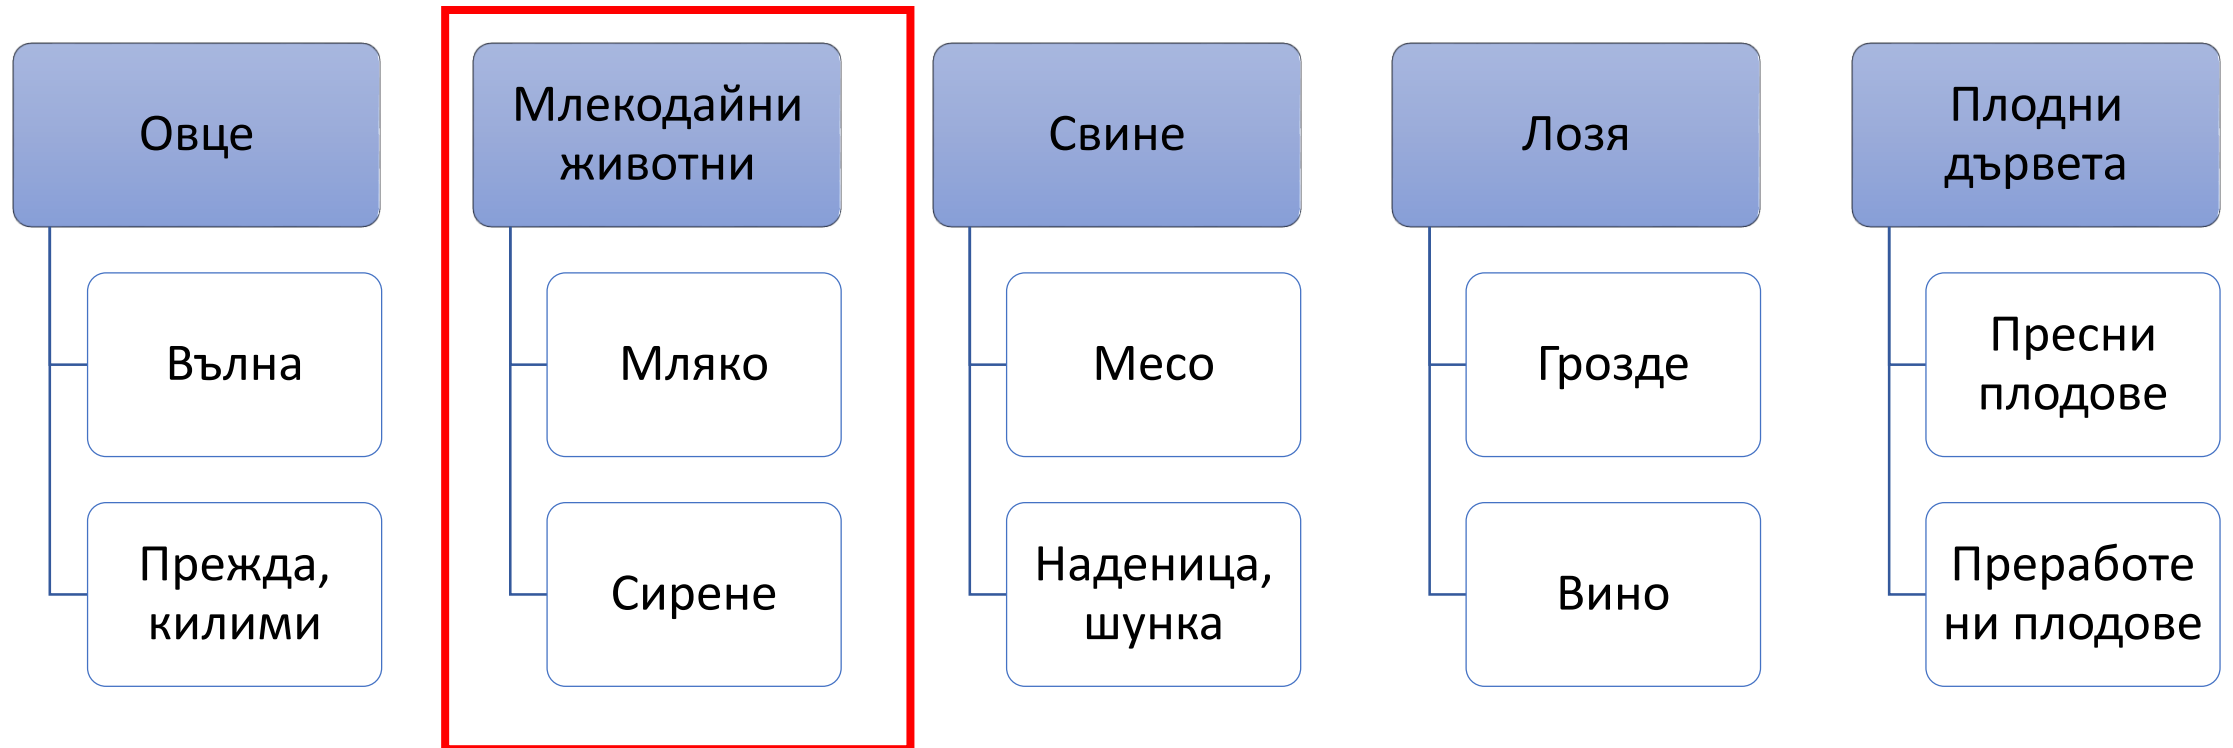 Овце
Вълна
Прежда,
килими
Млекодайни
животни
Мляко
Сирене
Свине
Месо
Наденица,
шунка
Лозя
Грозде
Вино
Плодни
дървета
Пресни
плодове
Преработе
ни плодове